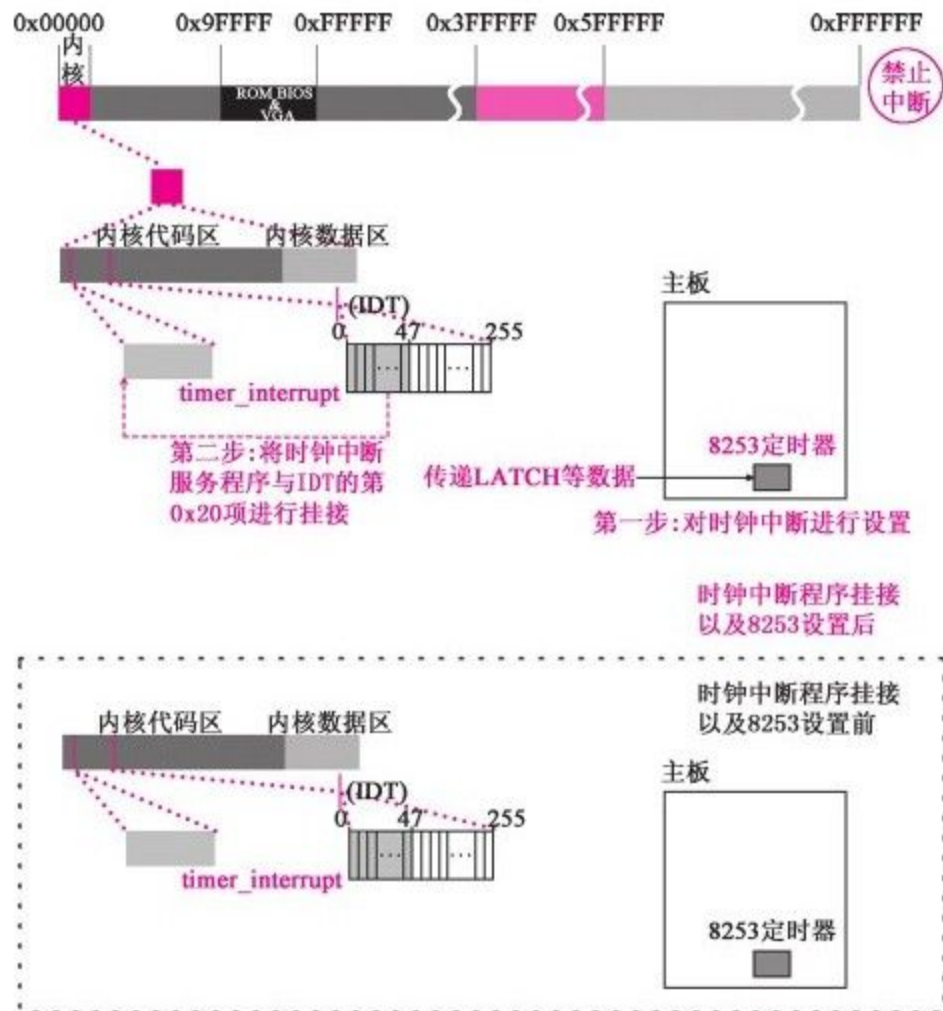 0x00000 0x9FFFF 0xFFFFF 0x3FFFFF 0x5FFFFF 0xFFFFFF
内
核
ROM BIOS
&
VGA
禁止
中断
内核代码区 内核数据区
(IDT)
0 47 255
... ...
timer_interrupt
第二步:将时钟中断
服务程序与IDT的第
0x20项进行挂接
主板
8253定时器
传递LATCH等数据
第一步:对时钟中断进行设置
时钟中断程序挂接
以及8253设置后
时钟中断程序挂接
以及8253设置前
内核代码区 内核数据区
(IDT)
0 47 255
... ...
timer_interrupt
主板
8253定时器